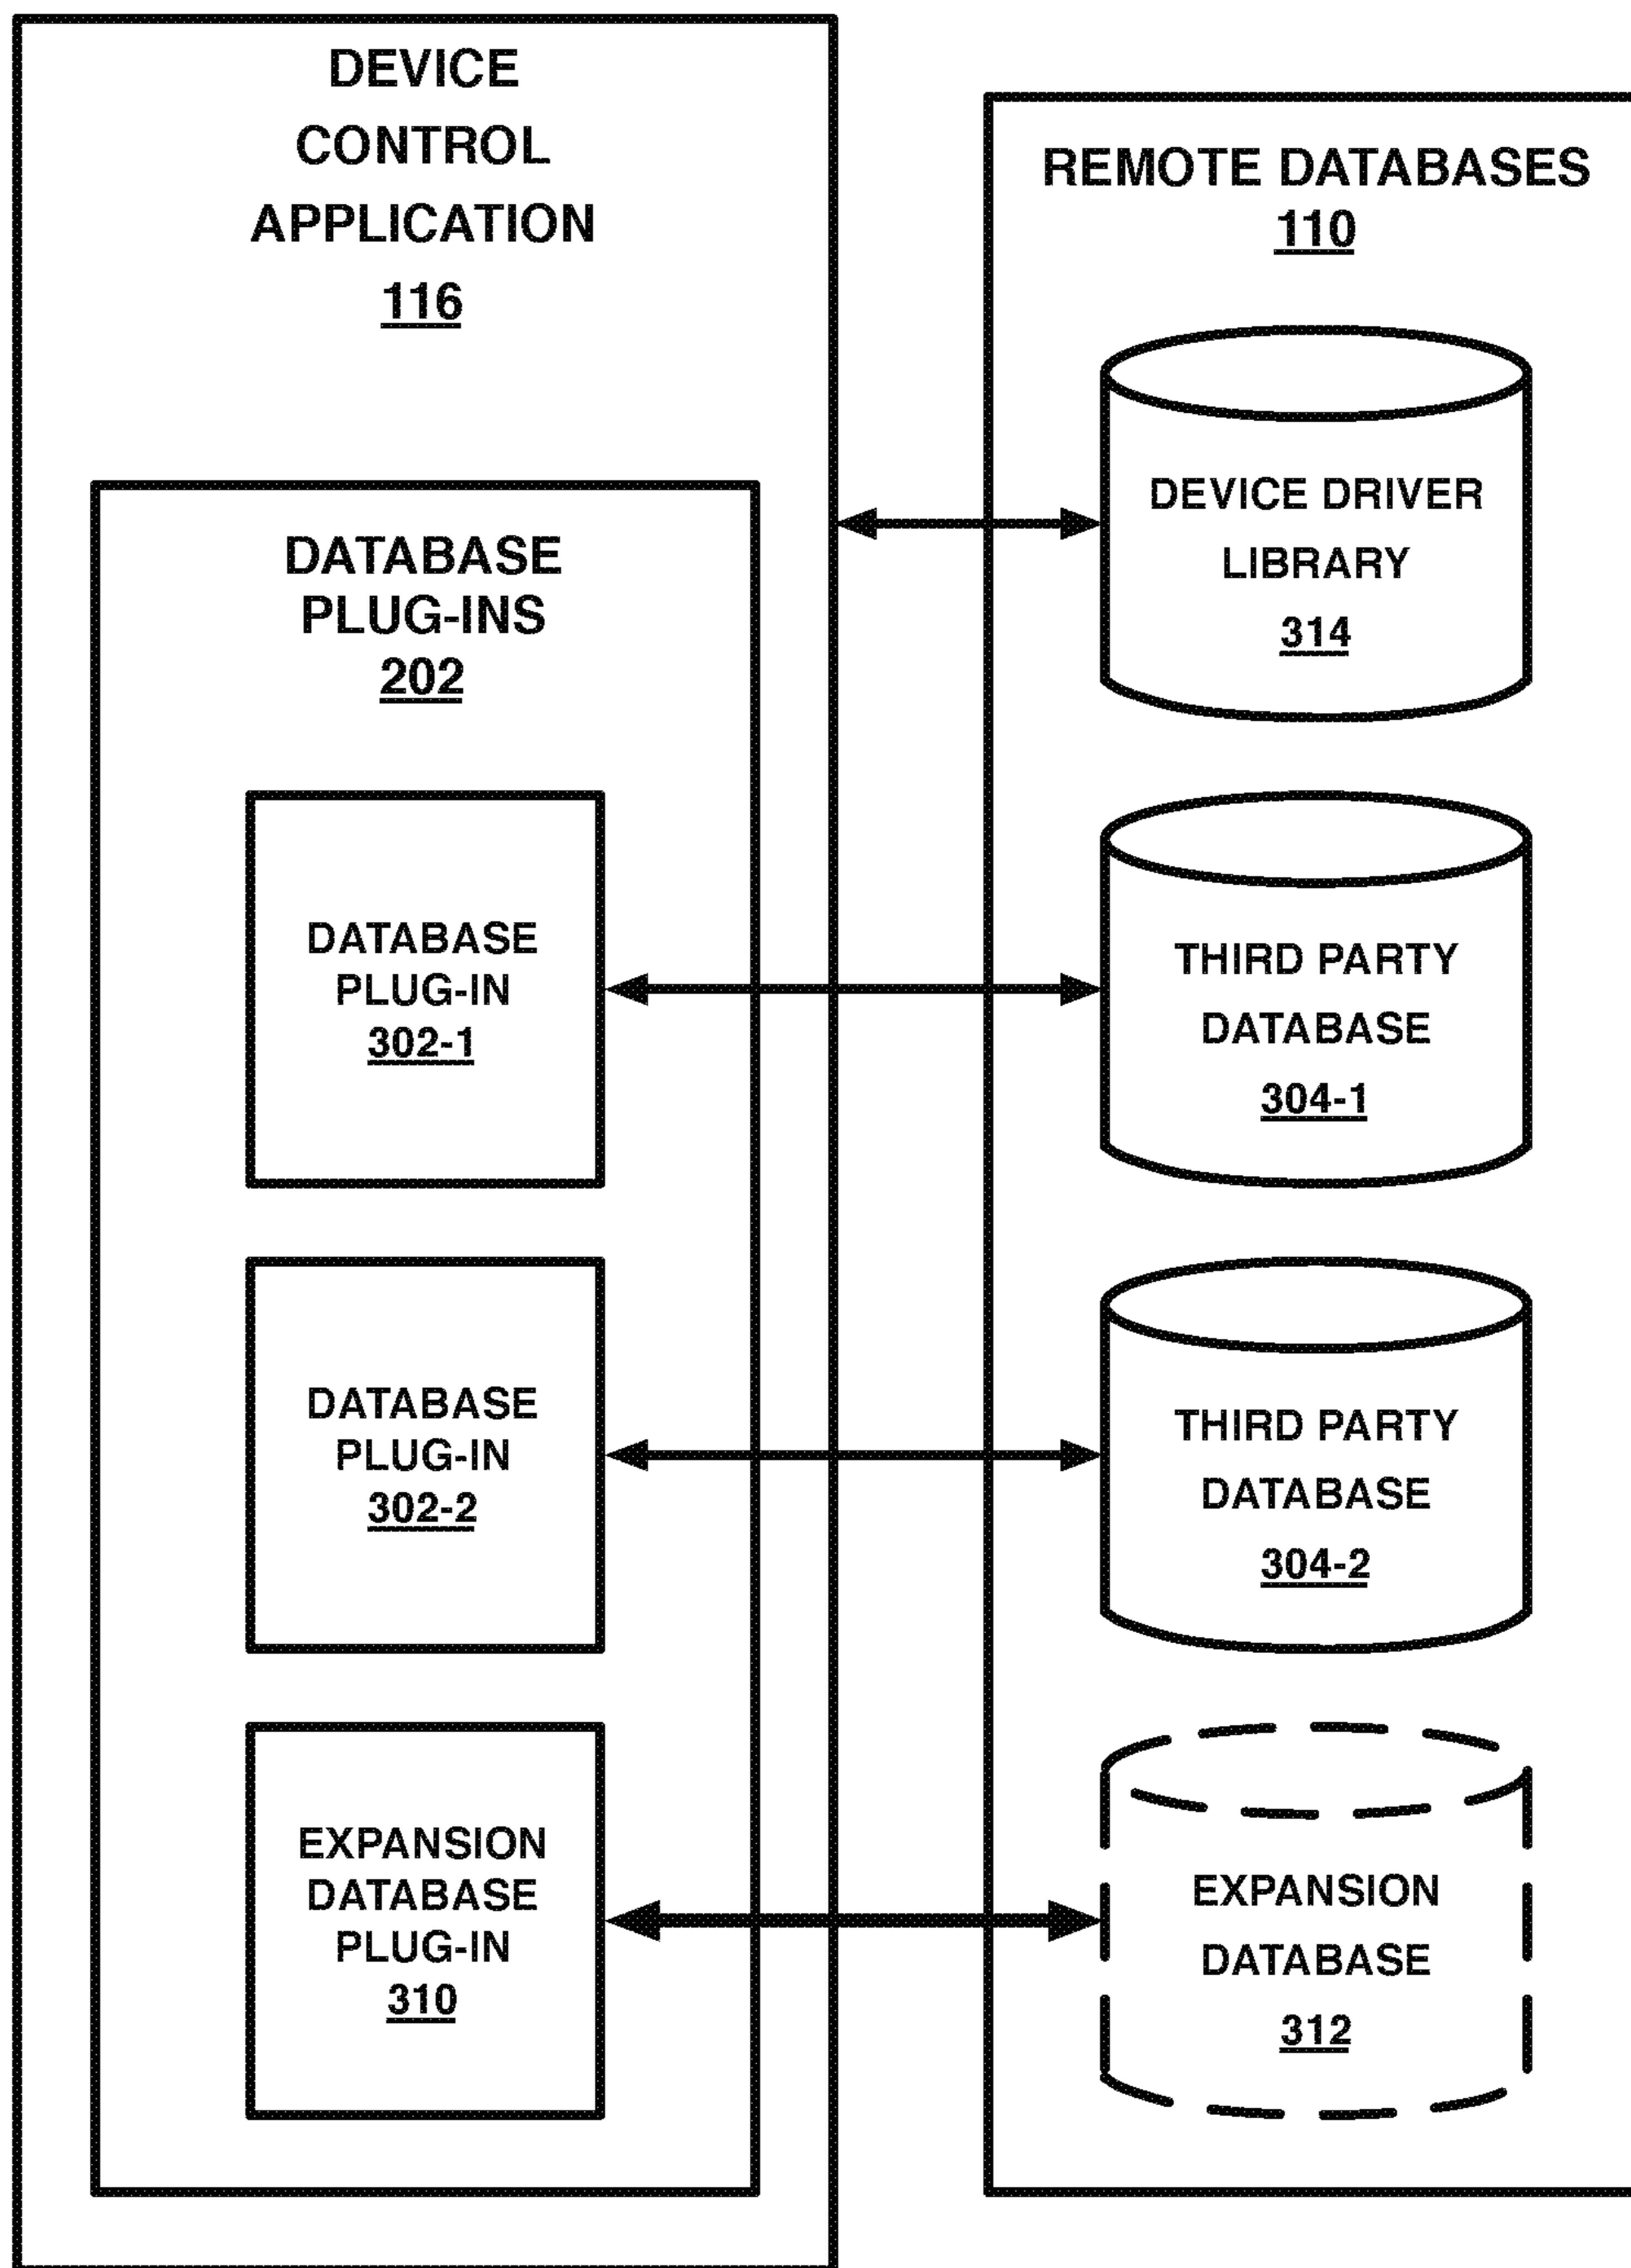 DEVICE
CONTROL
APPLICATION
116
DATABASE
PLUG-INS
202
DATABASE
PLUG-IN
302-1
DATABASE
PLUG-IN
302-2
EXPANSION
DATABASE
PLUG-IN
310
REMOTE DATABASES
110
DEVICE DRIVER
LIBRARY
314
THIRD PARTY
DATABASE
304-1
THIRD PARTY
DATABASE
304-2
EXPANSION
DATABASE
312